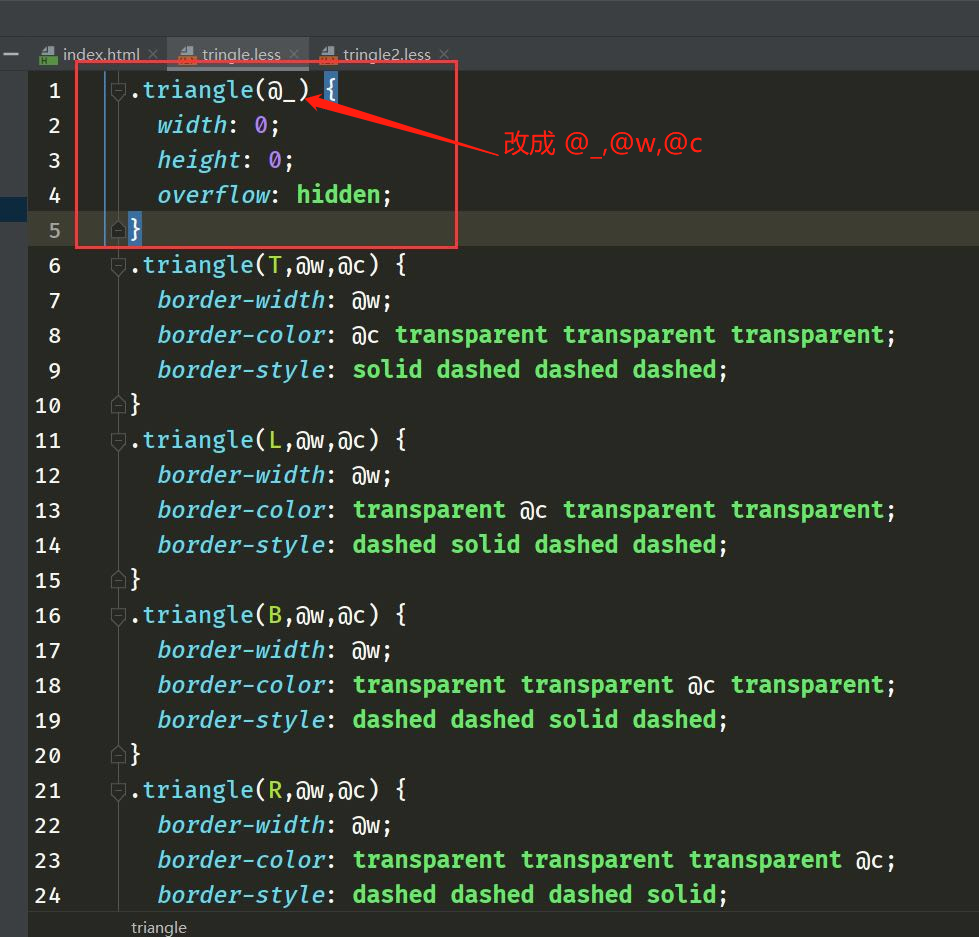 index.html tringle.less tringle2.less
1 .triangle(@_) {
改成 @_,@w,@c
2 width: 0;
3 height: 0;
4 overflow: hidden;
5 }
6 .triangle(T,@w,@c) {
7 border-width: @w;
8 border-color: @c transparent transparent transparent;
9 border-style: solid dashed dashed dashed;
10 }
11 .triangle(L,@w,@c) {
12 border-width: @w;
13 border-color: transparent @c transparent transparent;
14 border-style: dashed solid dashed dashed;
15 }
16 .triangle(B,@w,@c) {
17 border-width: @w;
18 border-color: transparent transparent @c transparent;
19 border-style: dashed dashed solid dashed;
20 }
21 .triangle(R,@w,@c) {
22 border-width: @w;
23 border-color: transparent transparent transparent @c;
24 border-style: dashed dashed dashed solid;
triangle